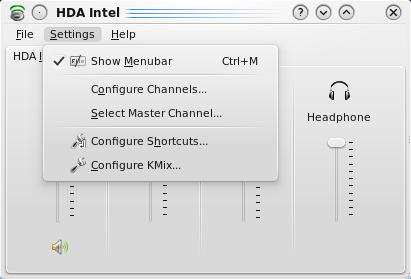 HDA Intel
File Settings Help
HDA
Show Menubar Ctrl+M
Configure Channels...
Select Master Channel...
Configure Shortcuts...
Configure KMix...
Headphone